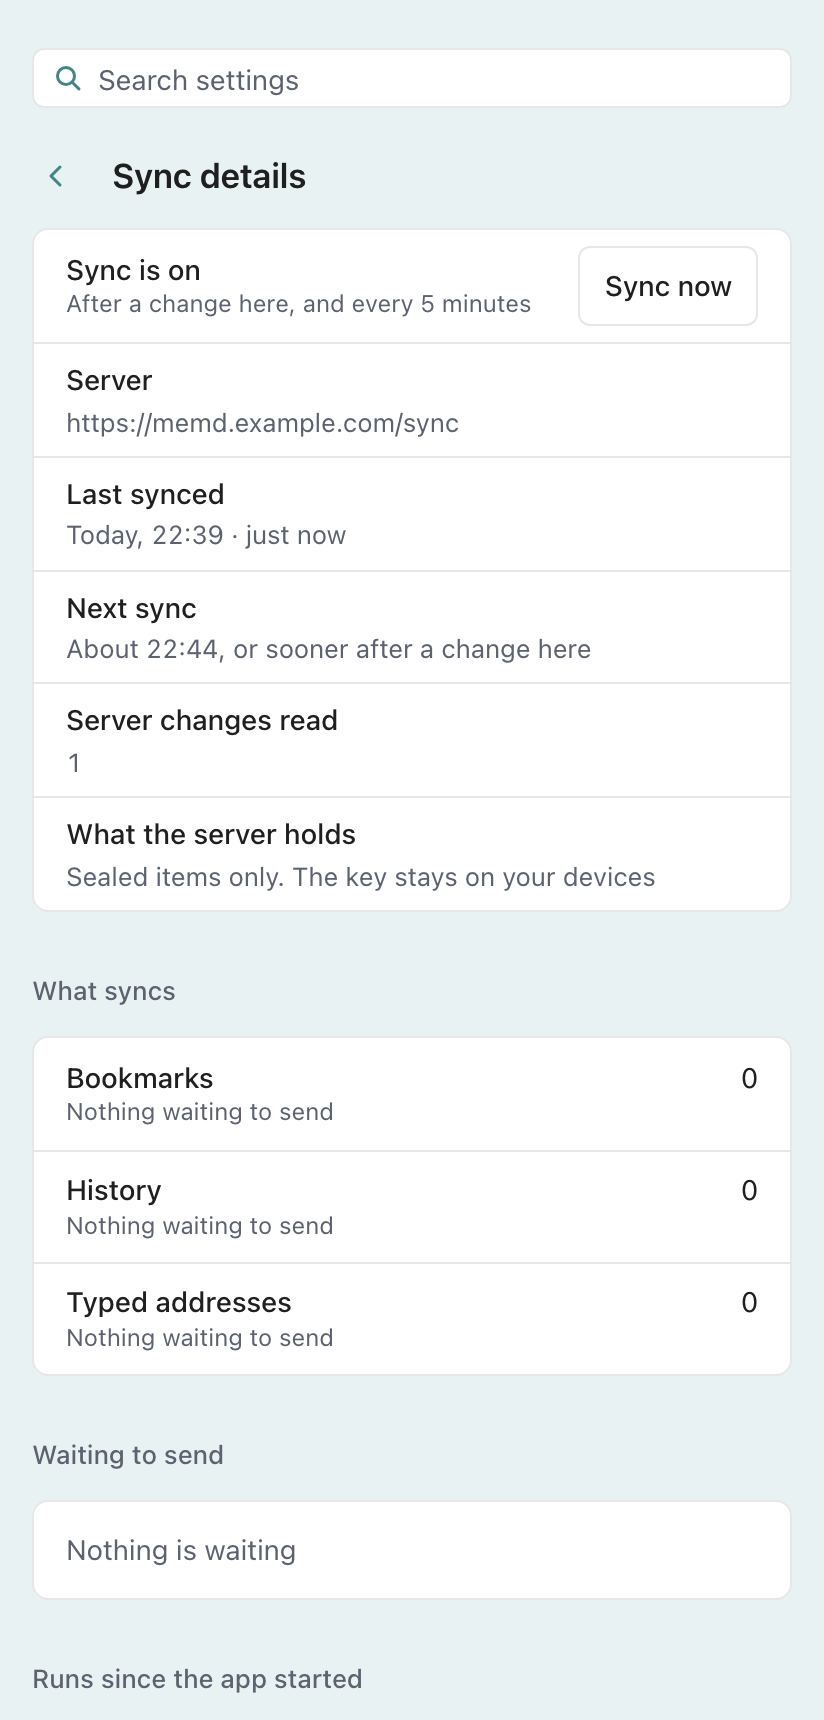 Search settings
Sync details
Sync is on
After a change here, and every 5 minutes
Sync now
Server
https://memd.example.com/sync
Last synced
Today, 22:39 · just now
Next sync
About 22:44, or sooner after a change here
Server changes read
1
What the server holds
Sealed items only. The key stays on your devices
What syncs
Bookmarks
0
Nothing waiting to send
History
0
Nothing waiting to send
Typed addresses
0
Nothing waiting to send
Waiting to send
Nothing is waiting
Runs since the app started